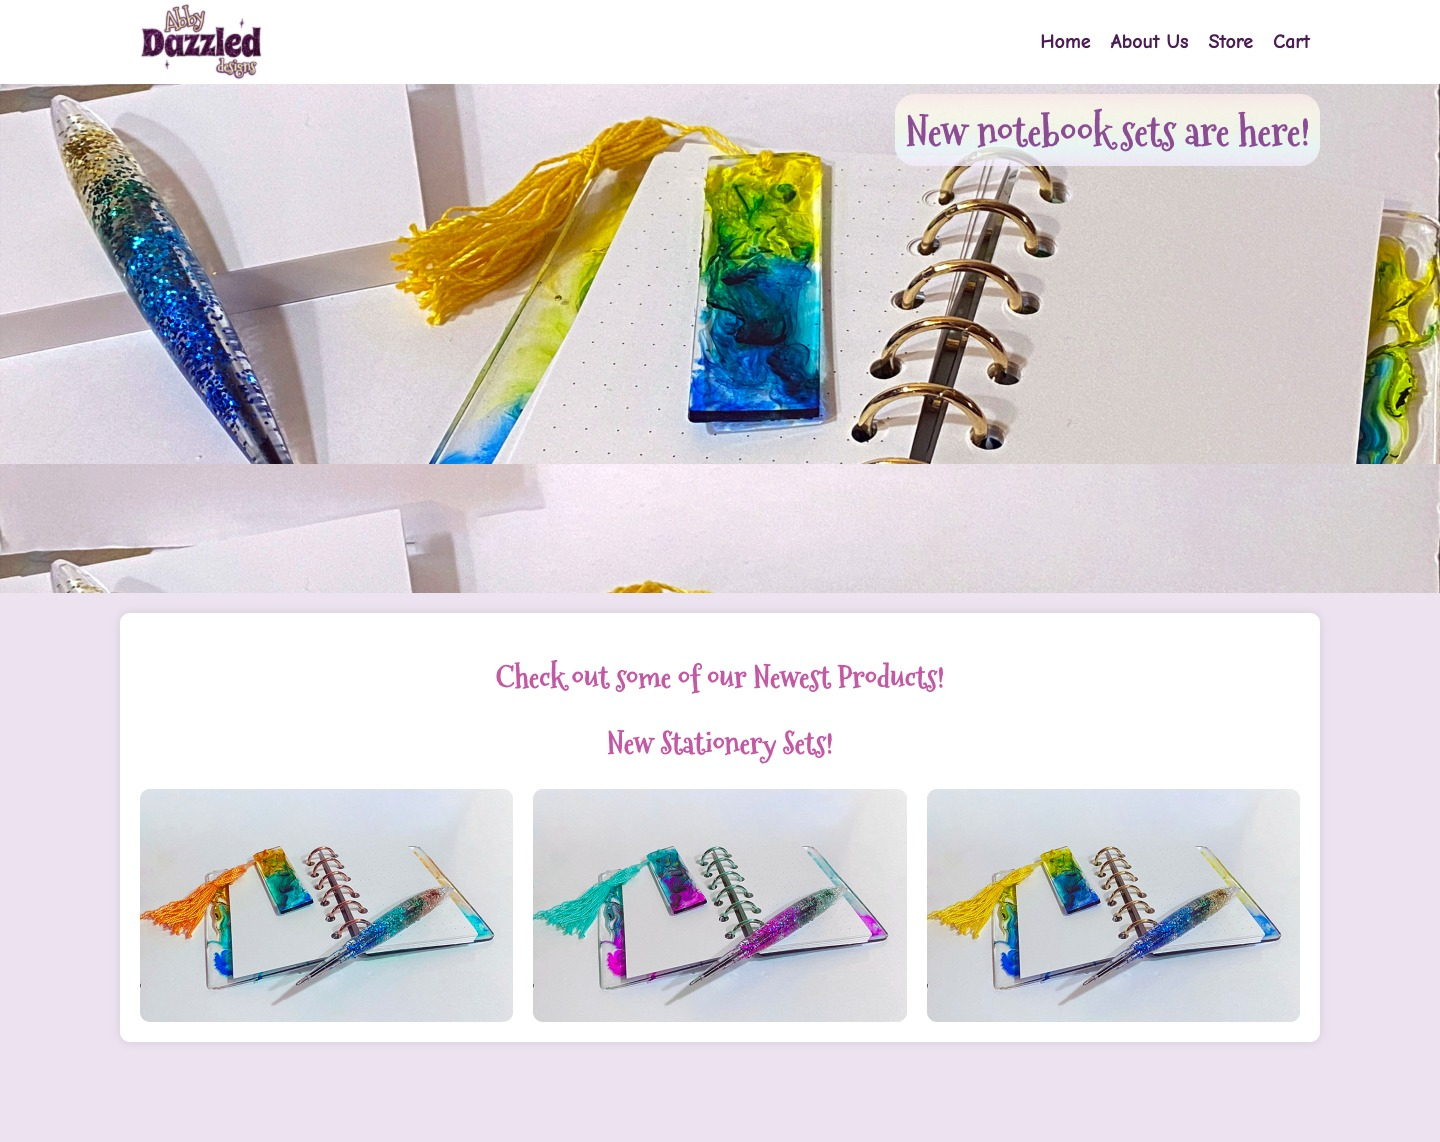 Abby
Dazzled
designs
Home About Us Store Cart
New notebook sets are here!
Check out some of our Newest Products!
New Stationery Sets!